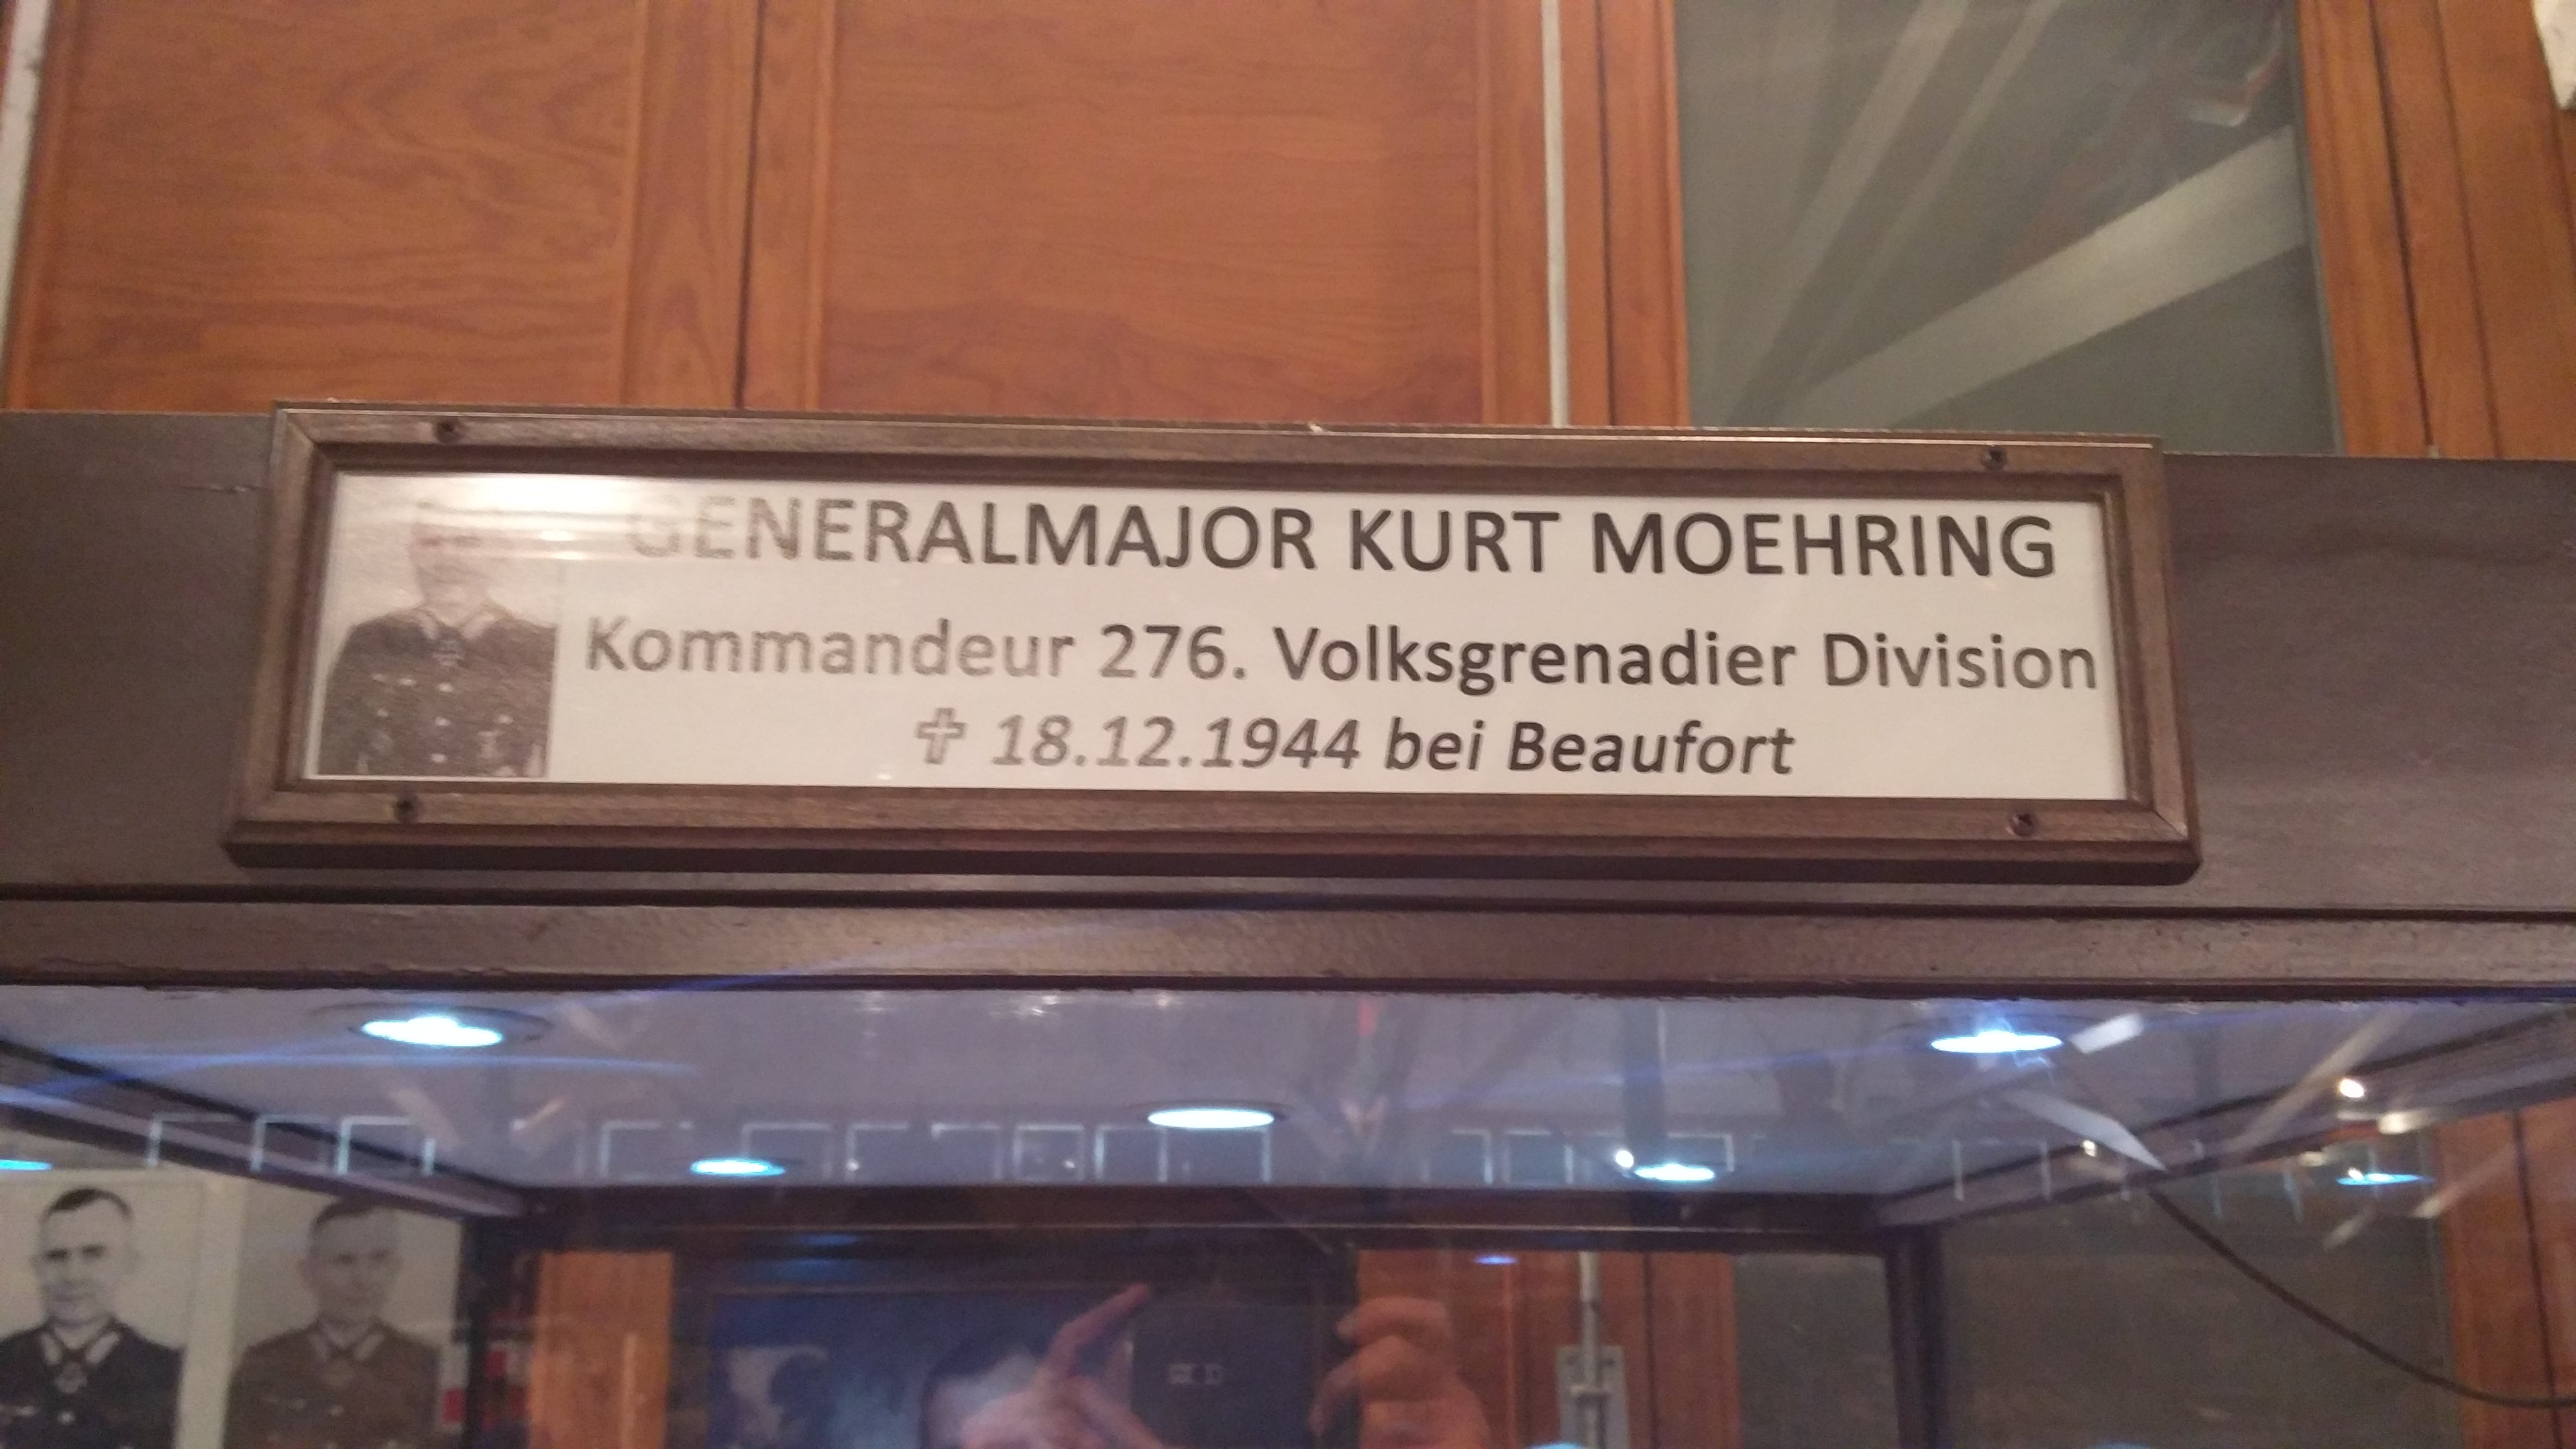 GENERALMAJOR KURT MOEHRING
Kommandeur 276. Volksgrenadier Division
✝ 18.12.1944 bei Beaufort